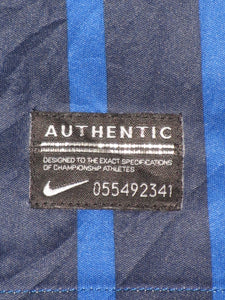 AUTHENTIC
DESIGNED TO THE EXACT SPECIFICATIONS
OF CHAMPIONSHIP ATHLETES
055492341